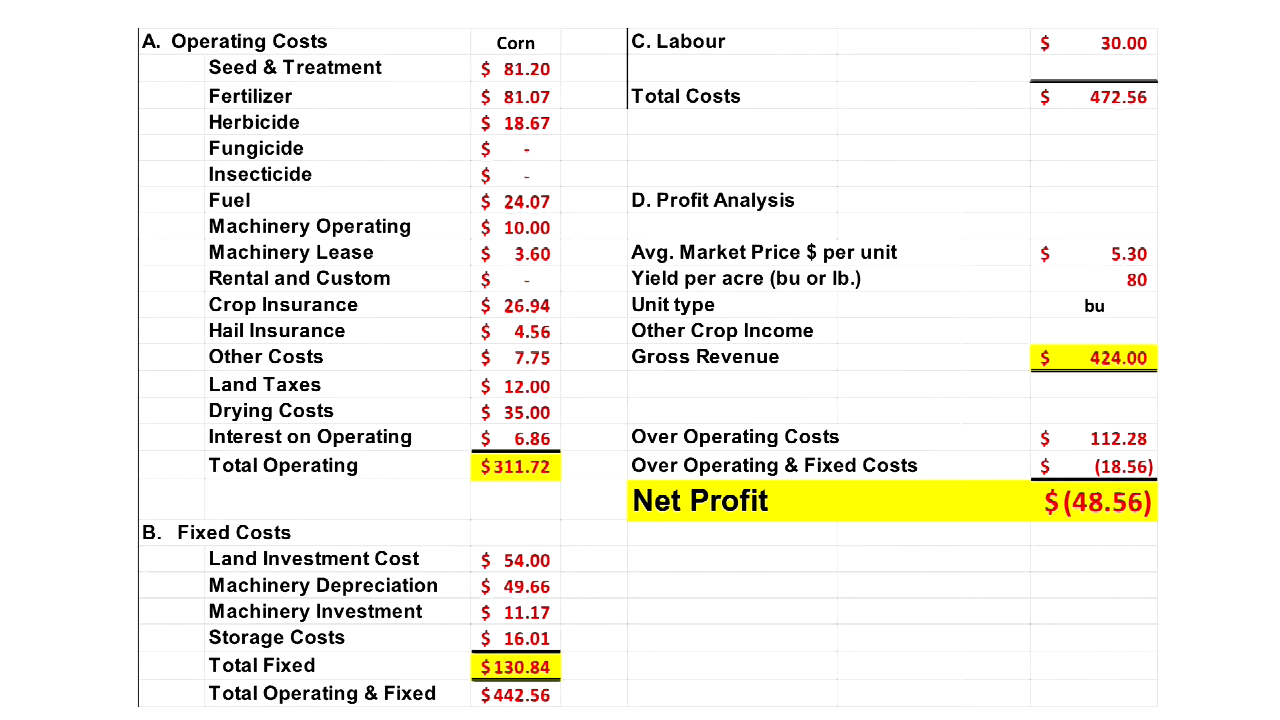 A. Operating Costs Corn
Seed & Treatment $ 81.20
Fertilizer $ 81.07
Herbicide $ 18.67
Fungicide $ -
Insecticide $ -
Fuel $ 24.07
Machinery Operating $ 10.00
Machinery Lease $ 3.60
Rental and Custom $ -
Crop Insurance $ 26.94
Hail Insurance $ 4.56
Other Costs $ 7.75
Land Taxes $ 12.00
Drying Costs $ 35.00
Interest on Operating $ 6.86
Total Operating $311.72
B. Fixed Costs
Land Investment Cost $ 54.00
Machinery Depreciation $ 49.66
Machinery Investment $ 11.17
Storage Costs $ 16.01
Total Fixed $130.84
Total Operating & Fixed $442.56
C. Labour $ 30.00
Total Costs $ 472.56
D. Profit Analysis
Avg. Market Price $ per unit $ 5.30
Yield per acre (bu or lb.) 80
Unit type bu
Other Crop Income
Gross Revenue $ 424.00
Over Operating Costs $ 112.28
Over Operating & Fixed Costs $ (18.56)
Net Profit $(48.56)